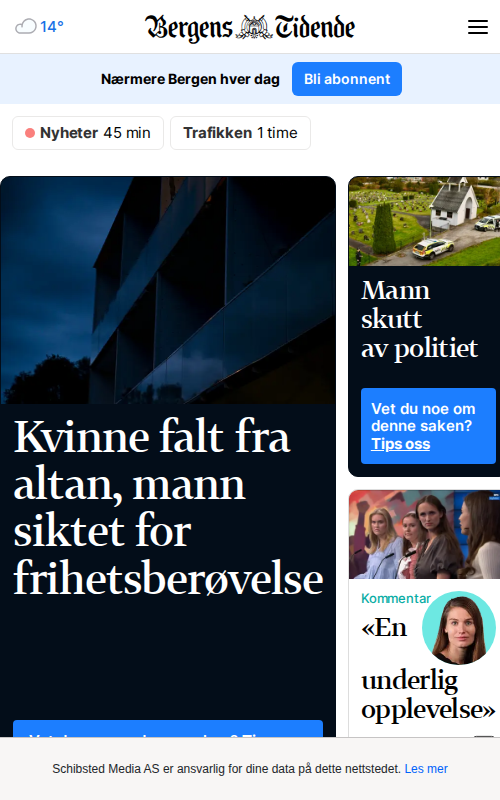 14°
Bergens Tidende
Nærmere Bergen hver dag
Bli abonnent
Nyheter 45 min
Trafikken 1 time
Kvinne falt fra
altan, mann
siktet for
frihetsberøvelse
Mann
skutt
av politiet
Vet du noe om
denne saken?
Tips oss
Kommentar
«En
underlig
opplevelse»
Schibsted Media AS er ansvarlig for dine data på dette nettstedet. Les mer